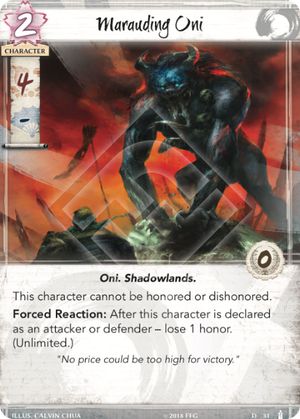 Marauding Oni
2
CHARACTER
4
-
0
Oni. Shadowlands.
This character cannot be honored or dishonored.
Forced Reaction: After this character is declared
as an attacker or defender – lose 1 honor.
(Unlimited.)
"No price could be too high for victory."
ILLUS. CALVIN CHUA
© 2018 FFG
D 31